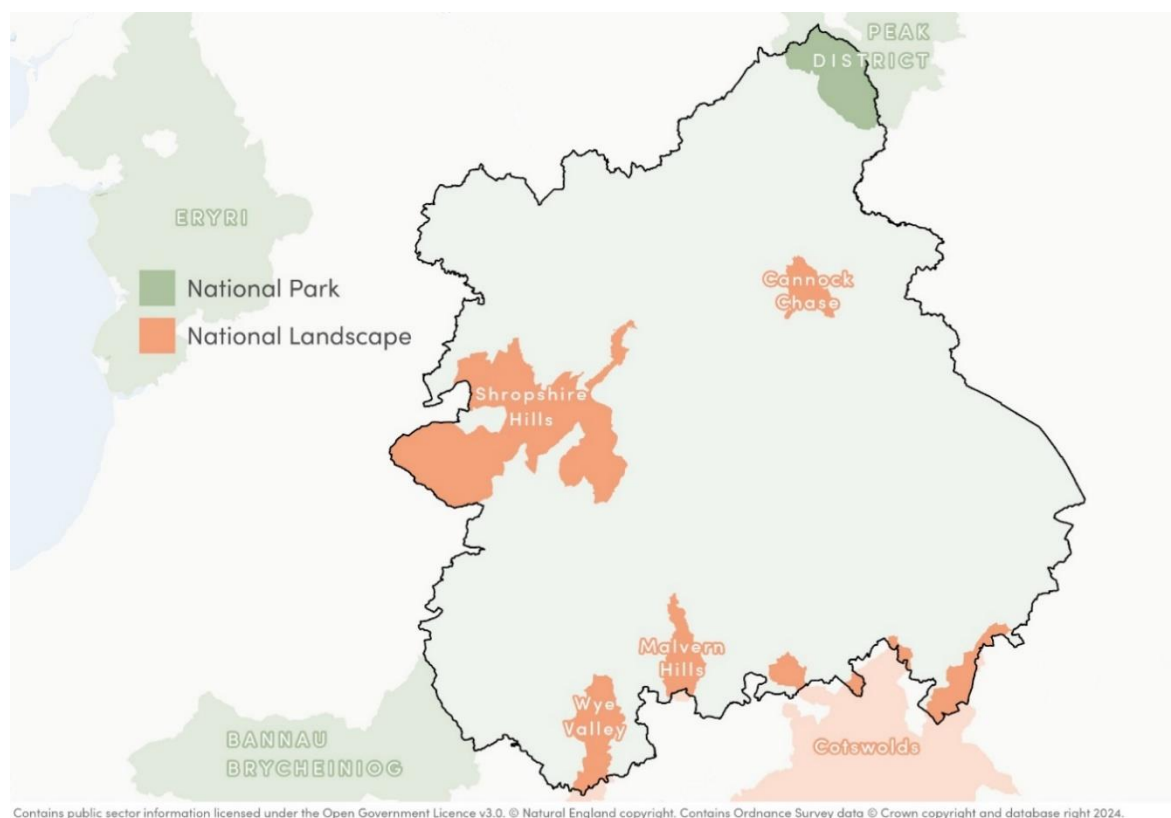 PEAK
DISTRICT
ERYRI
National Park
National Landscape
Cannock
Chase
Shropshire
Hills
Malvern
Hills
Wye
Valley
Cotswolds
BANNAU
BRYCHEINIOG
Contains public sector information licensed under the Open Government Licence v3.0. © Natural England copyright. Contains Ordnance Survey data © Crown copyright and database right 2024.